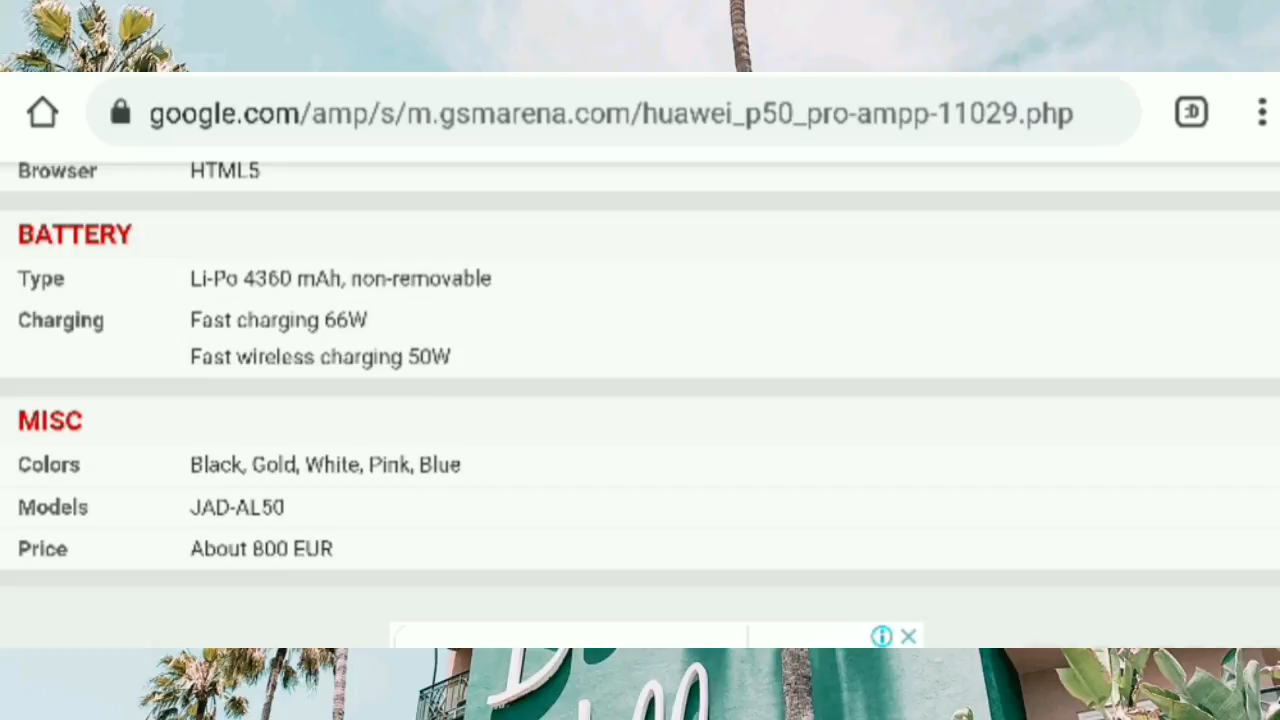 google.com/amp/s/m.gsmarena.com/huawei_p50_pro-ampp-11029.php
:D
Browser HTML5
BATTERY
Type Li-Po 4360 mAh, non-removable
Charging Fast charging 66W
Fast wireless charging 50W
MISC
Colors Black, Gold, White, Pink, Blue
Models JAD-AL50
Price About 800 EUR